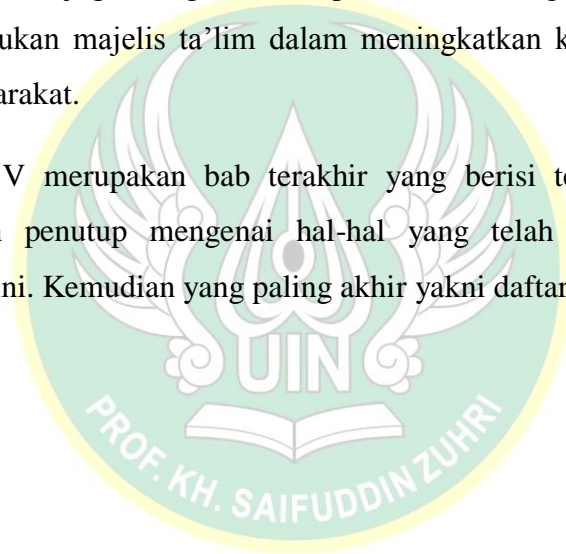 ukan majelis ta’lim dalam meningkatkan k
arakat.
V merupakan bab terakhir yang berisi te
penutup mengenai hal-hal yang telah
ini. Kemudian yang paling akhir yakni daftar
UIN
PROF. KH. SAIFUDDIN ZUHRI